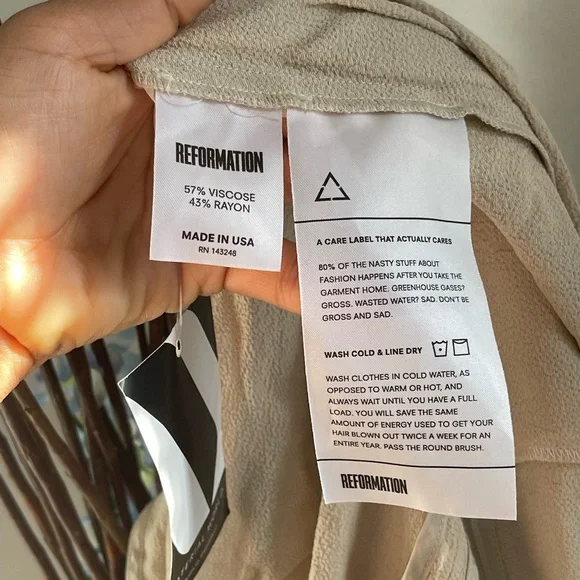 REFORMATION
57% VISCOSE
43% RAYON
MADE IN USA
RN 143248
A CARE LABEL THAT ACTUALLY CARES
80% OF THE NASTY STUFF ABOUT
FASHION HAPPENS AFTER YOU TAKE THE
GARMENT HOME. GREENHOUSE GASES?
GROSS. WASTED WATER? SAD. DON'T BE
GROSS AND SAD.
WASH COLD & LINE DRY
WASH CLOTHES IN COLD WATER, AS
OPPOSED TO WARM OR HOT, AND
ALWAYS WAIT UNTIL YOU HAVE A FULL
LOAD. YOU WILL SAVE THE SAME
AMOUNT OF ENERGY USED TO GET YOUR
HAIR BLOWN OUT TWICE A WEEK FOR AN
ENTIRE YEAR. PASS THE ROUND BRUSH.
REFORMATION